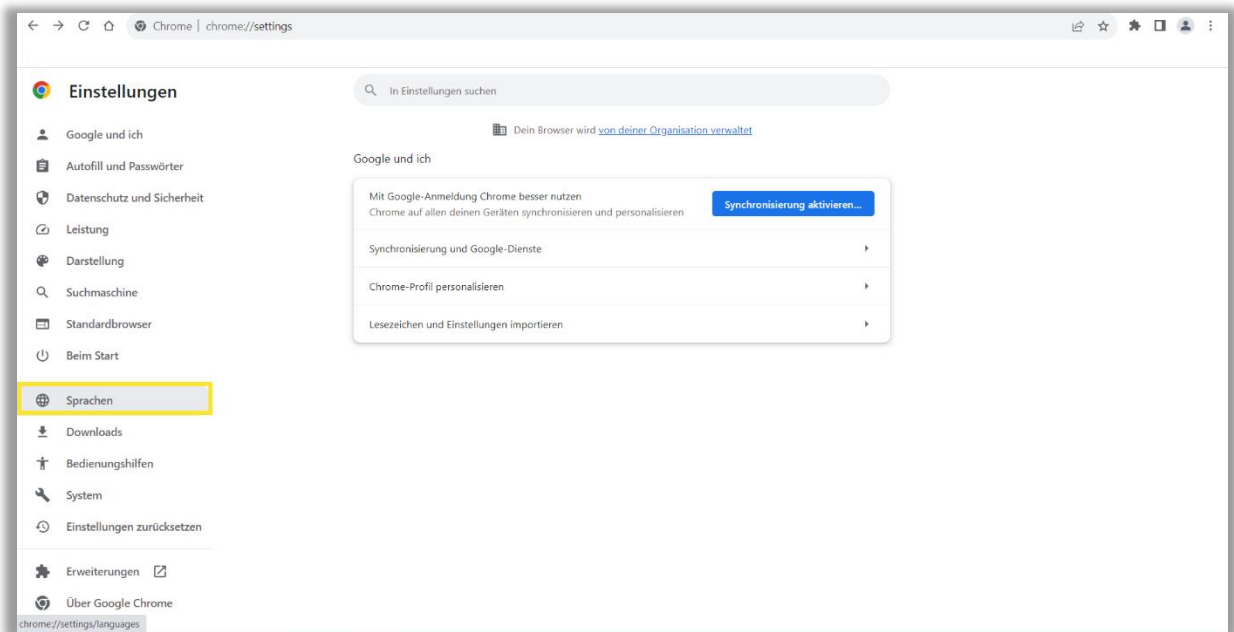 Chrome | chrome://settings
Einstellungen
In Einstellungen suchen
Dein Browser wird von deiner Organisation verwaltet
Google und ich
Autofill und Passwörter
Datenschutz und Sicherheit
Leistung
Darstellung
Suchmaschine
Standardbrowser
Beim Start
Sprachen
Downloads
Bedienungshilfen
System
Einstellungen zurücksetzen
Erweiterungen
Über Google Chrome
Google und ich
Mit Google-Anmeldung Chrome besser nutzen
Chrome auf allen deinen Geräten synchronisieren und personalisieren
Synchronisierung aktivieren...
Synchronisierung und Google-Dienste
Chrome-Profil personalisieren
Lesezeichen und Einstellungen importieren
chrome://settings/languages